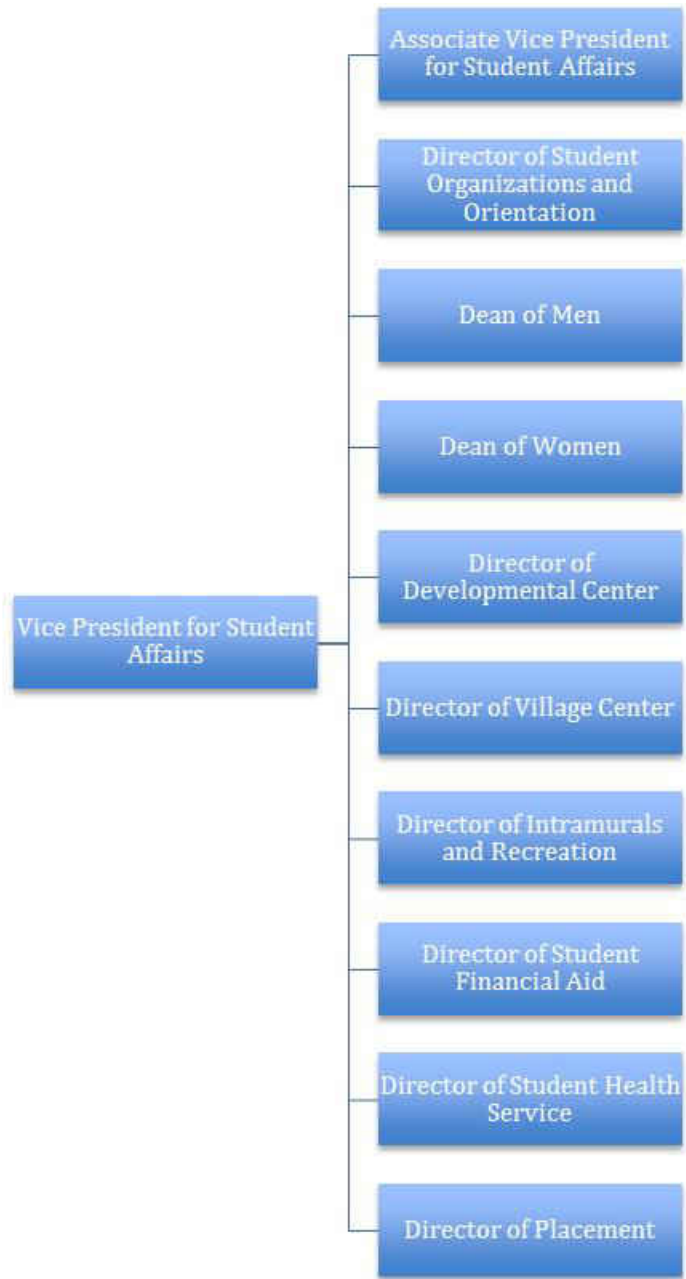 Associate Vice President
for Student Affairs
Director of Student
Organizations and
Orientation
Dean of Men
Dean of Women
Director of
Developmental Center
Vice President for Student
Affairs
Director of Village Center
Director of Intramurals
and Recreation
Director of Student
Financial Aid
Director of Student Health
Service
Director of Placement